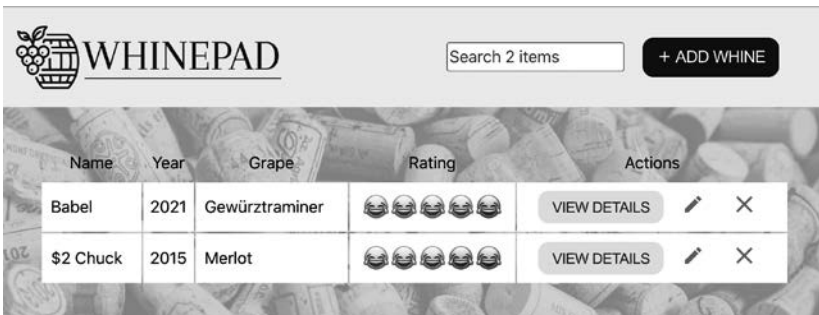 WHINEPAD
Search 2 items
+ ADD WHINE
Name Year Grape Rating Actions
Babel 2021 Gewürztraminer VIEW DETAILS
$2 Chuck 2015 Merlot VIEW DETAILS